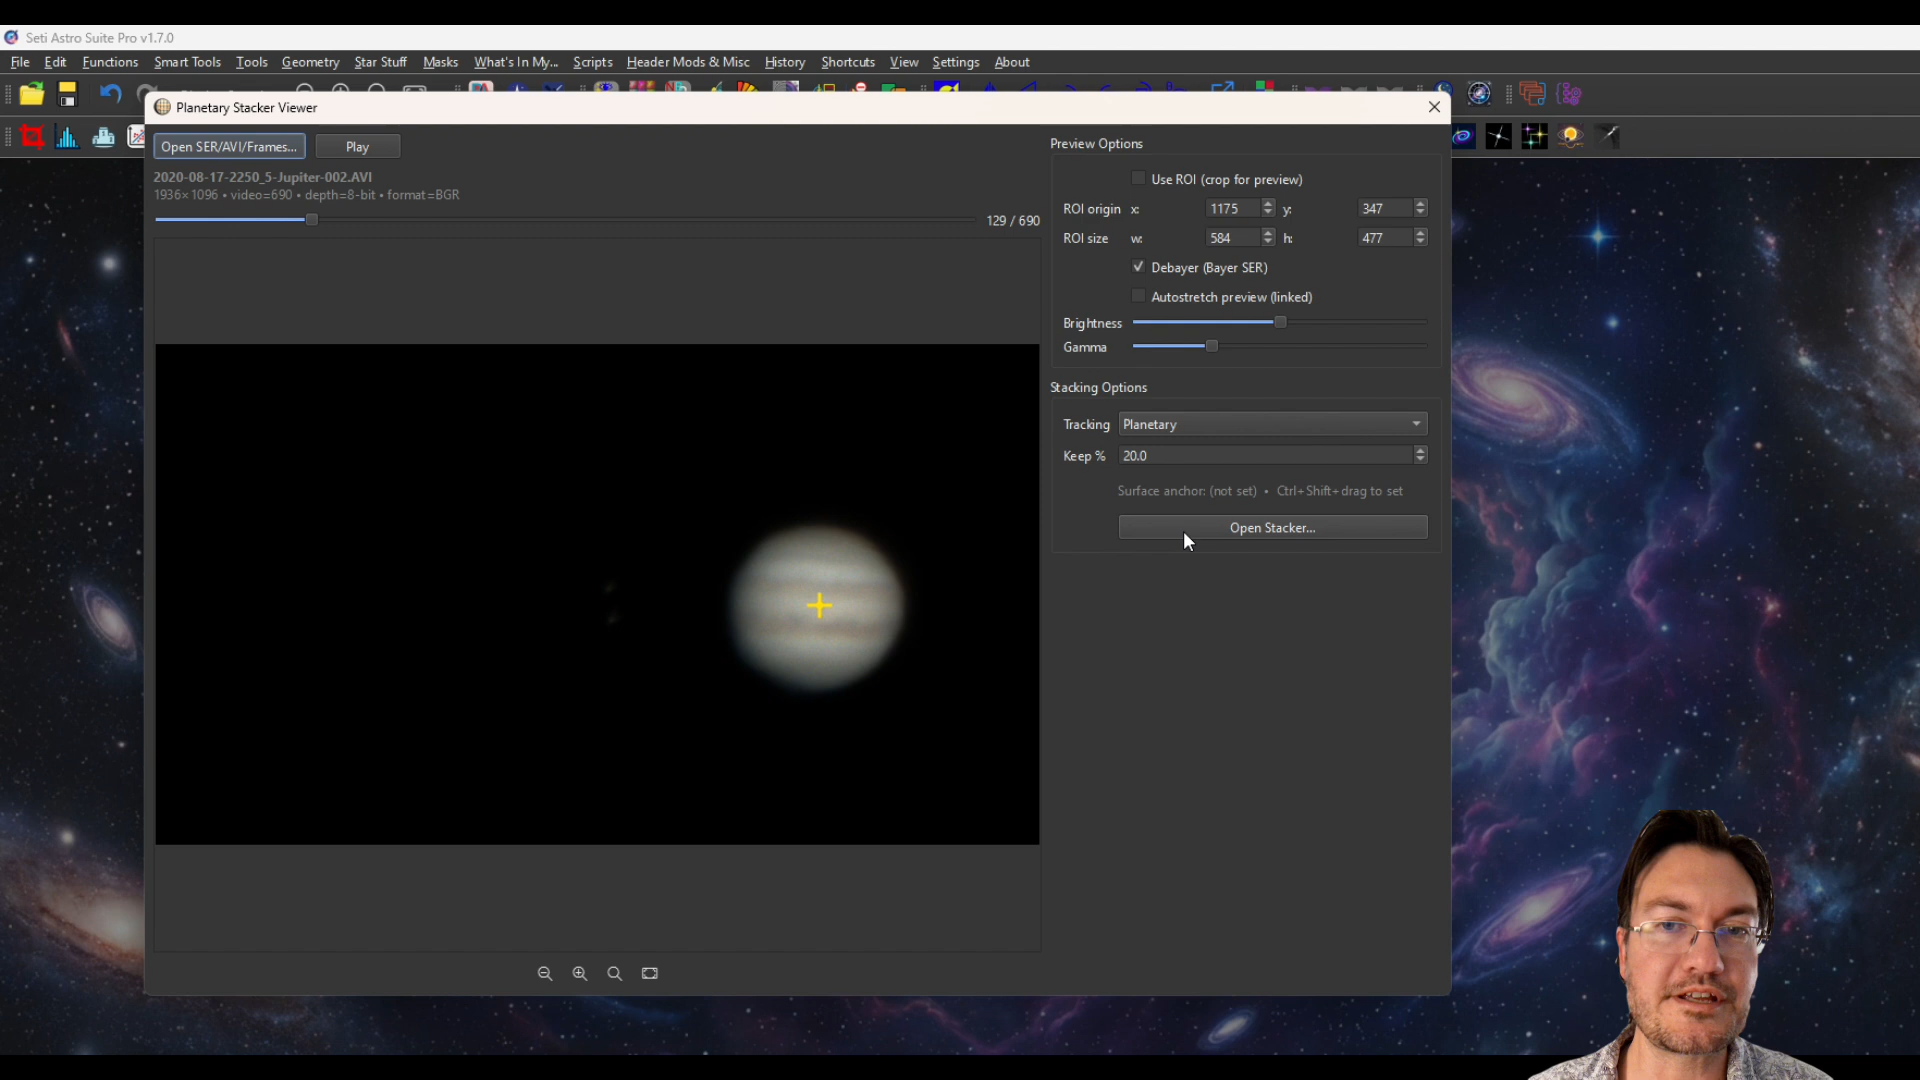 Seti Astro Suite Pro v1.7.0
File Edit Functions Smart Tools Tools Geometry Star Stuff Masks What's In My... Scripts Header Mods & Misc History Shortcuts View Settings About
Planetary Stacker Viewer
Open SER/AVI/Frames... Play
2020-08-17-2250_5-Jupiter-002.AVI
1936×1096 • video=690 • depth=8-bit • format=BGR
129 / 690
Preview Options
Use ROI (crop for preview)
ROI origin x: 1175 y: 347
ROI size w: 584 h: 477
Debayer (Bayer SER)
Autostretch preview (linked)
Brightness
Gamma
Stacking Options
Tracking Planetary
Keep % 20.0
Surface anchor: (not set) • Ctrl+Shift+drag to set
Open Stacker...